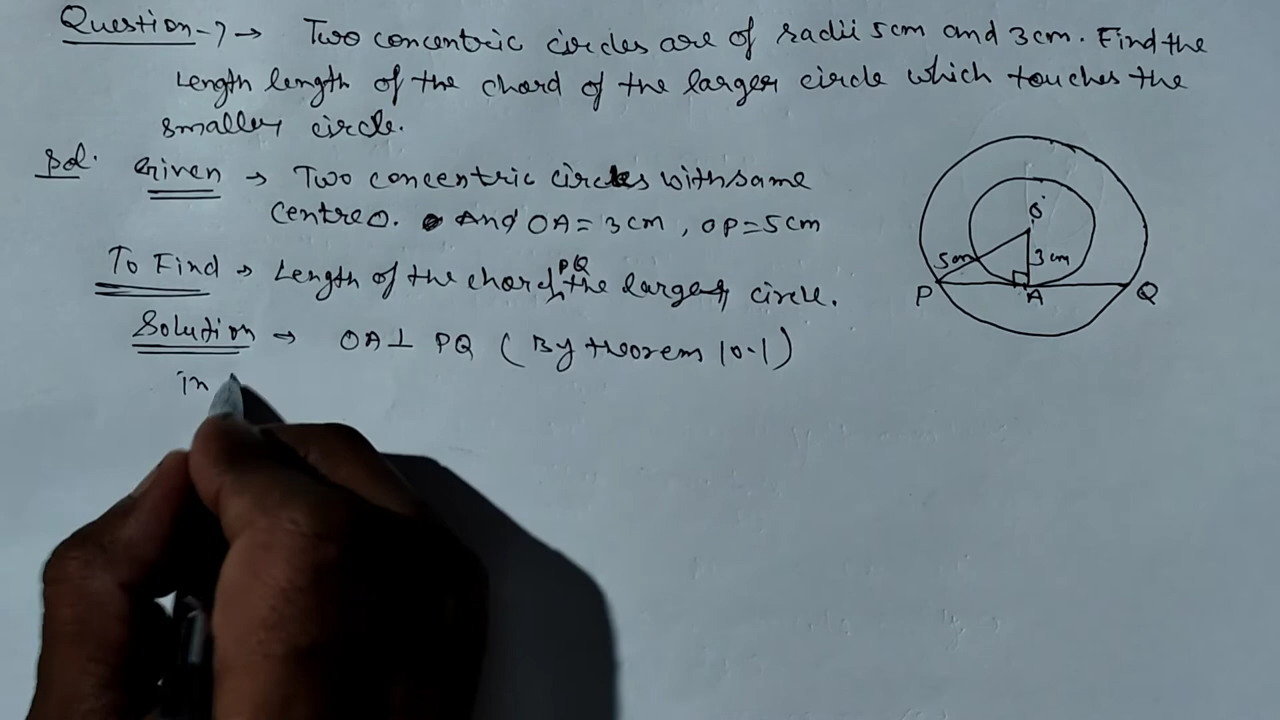 Question-7 → Two concentric circles are of radii 5cm and 3cm. Find the
Length length of the chord of the larger circle which touches the
smaller circle.
Sol. Given → Two concentric circles with same
Centre O. And OA = 3cm, OP = 5cm
To Find → Length of the chord PQ the larger circle.
Solution → OA ⊥ PQ (By theorem 10.1)
in
O
5cm
3cm
P
A
Q